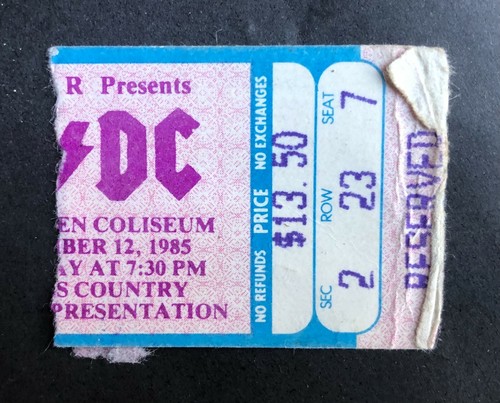 R Presents
⚡DC
EN COLISEUM
BER 12, 1985
AY AT 7:30 PM
S COUNTRY
PRESENTATION
NO REFUNDS PRICE NO EXCHANGES
$13.50
SEC ROW SEAT
2 23 7
RESERVED